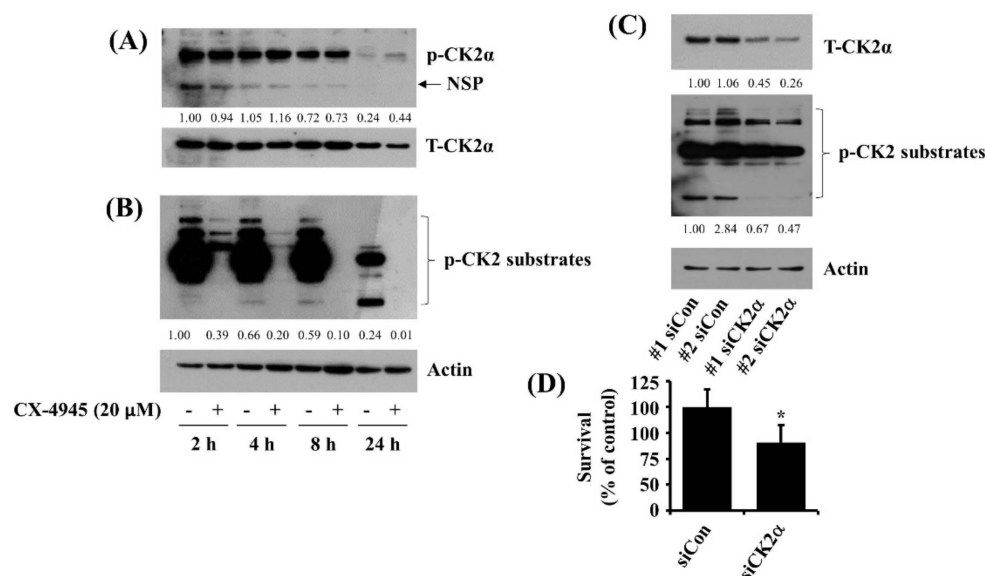 (A)
p-CK2α
NSP
1.00 0.94 1.05 1.16 0.72 0.73 0.24 0.44
T-CK2α
(B)
p-CK2 substrates
1.00 0.39 0.66 0.20 0.59 0.10 0.24 0.01
Actin
CX-4945 (20 μM) - + - + - + - +
2 h 4 h 8 h 24 h
(C)
T-CK2α
1.00 1.06 0.45 0.26
p-CK2 substrates
1.00 2.84 0.67 0.47
Actin
#1 siCon
#2 siCon
#1 siCK2α
#2 siCK2α
(D)
Survival
(% of control)
125
100
100
75
50
0
*
siCon
siCK2α